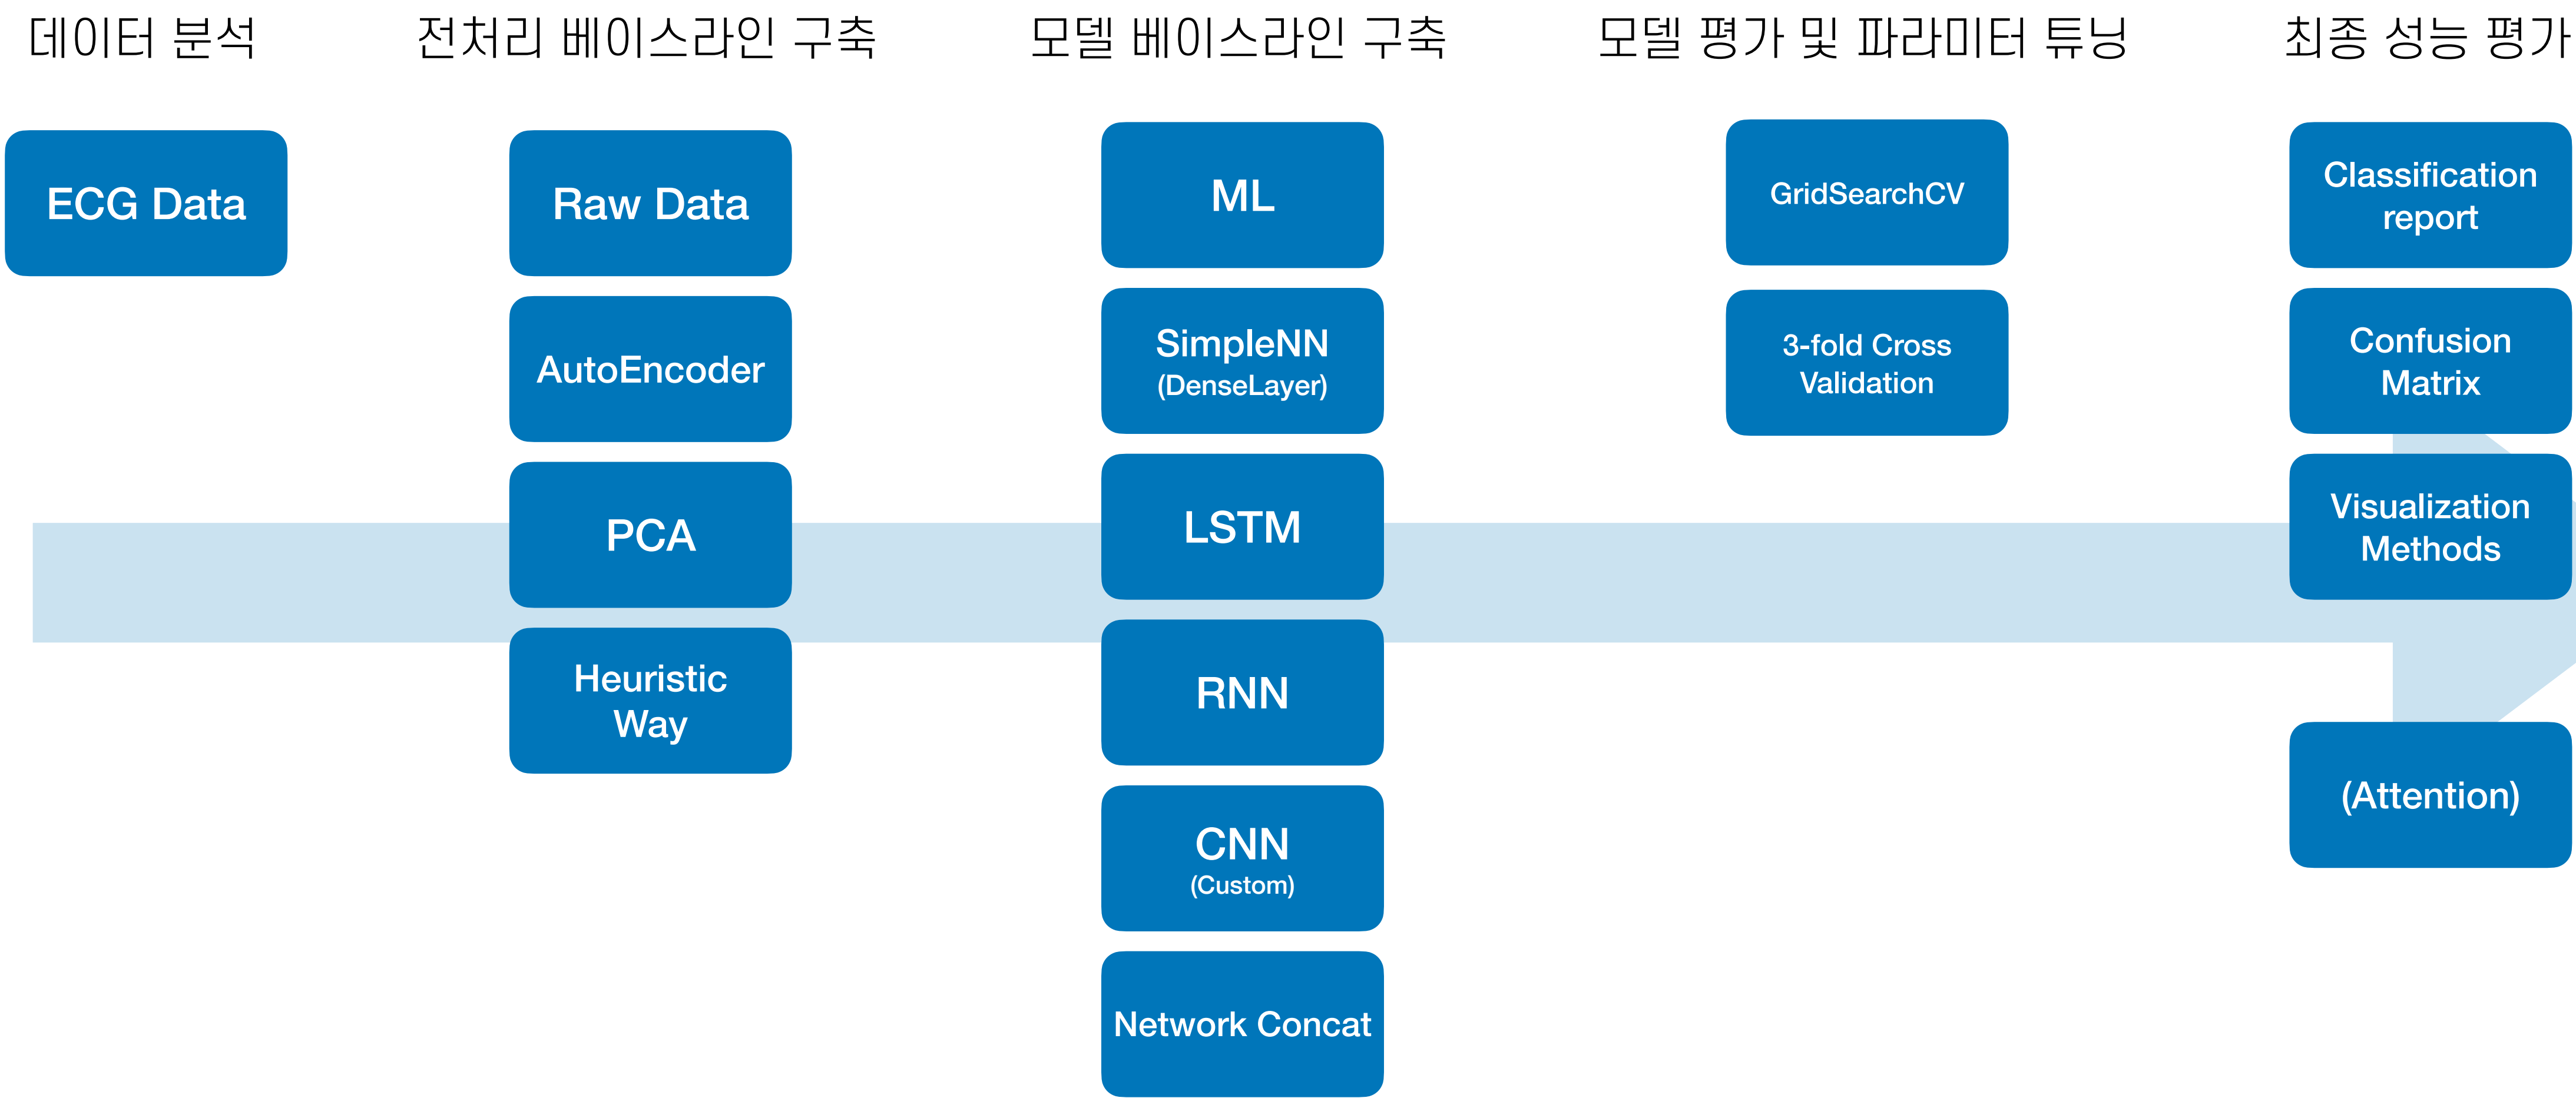 데이터 분석
전처리 베이스라인 구축
모델 베이스라인 구축
모델 평가 및 파라미터 튜닝
최종 성능 평가
ECG Data
Raw Data
AutoEncoder
PCA
Heuristic
Way
ML
SimpleNN
(DenseLayer)
LSTM
RNN
CNN
(Custom)
Network Concat
GridSearchCV
3-fold Cross
Validation
Classification
report
Confusion
Matrix
Visualization
Methods
(Attention)